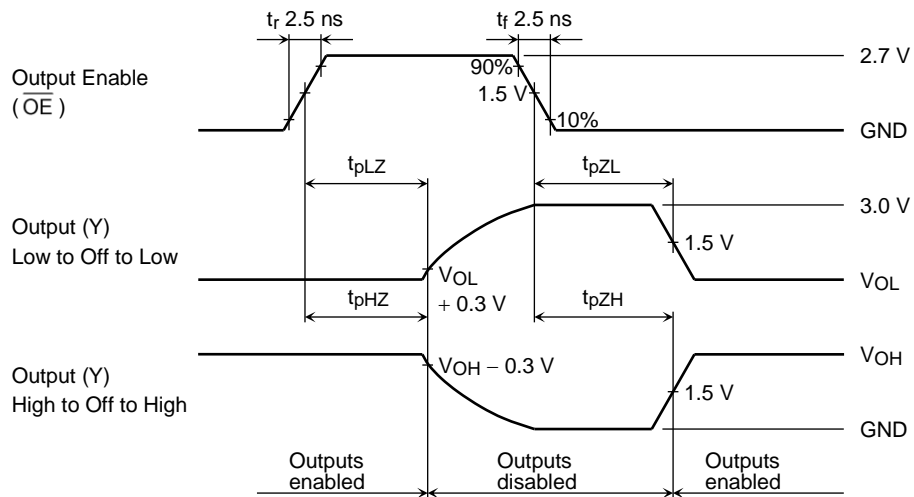 tr 2.5 ns
tf 2.5 ns
Output Enable
( OE )
90%
1.5 V
10%
2.7 V
GND
tpLZ
tpZL
Output (Y)
Low to Off to Low
3.0 V
1.5 V
VOL
+ 0.3 V
VOL
tpHZ
tpZH
Output (Y)
High to Off to High
VOH − 0.3 V
VOH
1.5 V
GND
Outputs
enabled
Outputs
disabled
Outputs
enabled